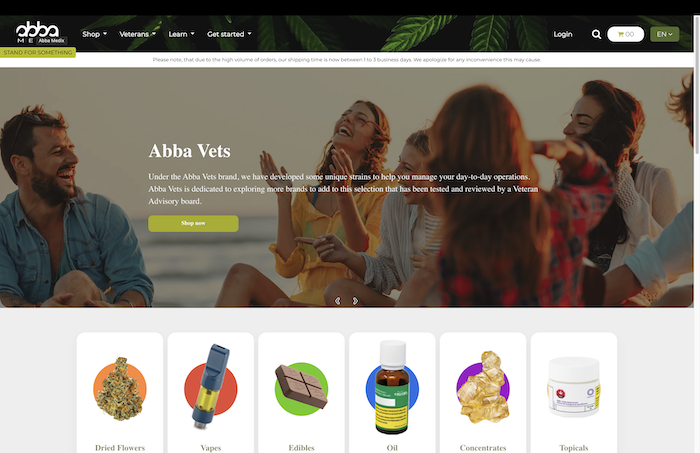 abba
Shop
Veterans
Learn
Get started
Login
00
EN
ME
Abba Medix
STAND FOR SOMETHING
Please note, that due to the high volume of orders, our shipping time is now between 1 to 3 business days. We apologize for any inconvenience this may cause.
Abba Vets
Under the Abba Vets brand, we have developed some unique strains to help you manage your day-to-day operations.
Abba Vets is dedicated to exploring more brands to add to this selection that has been tested and reviewed by a Veteran
Advisory board.
Shop now
Dried Flowers
Vapes
Edibles
Oil
Concentrates
Topicals